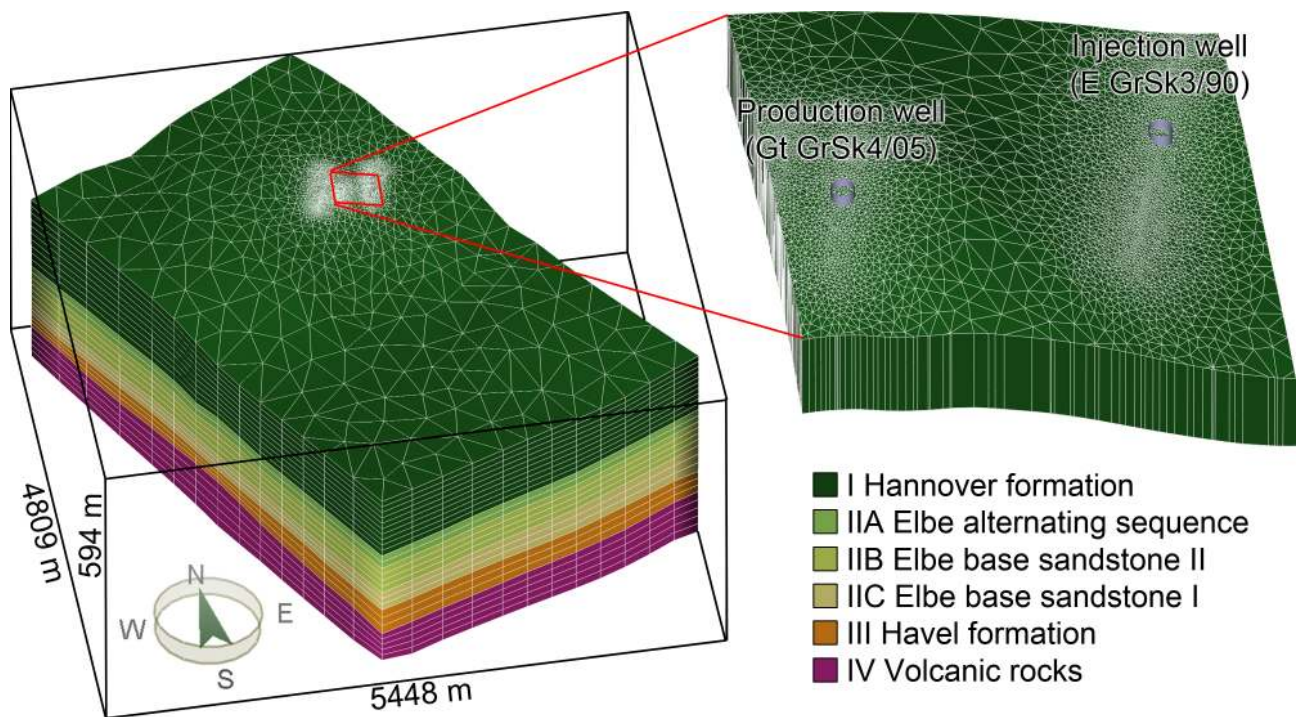 Injection well
(E GrSk3/90)
Production well
(Gt GrSk4/05)
4809 m
594 m
5448 m
N
W
E
S
I Hannover formation
IIA Elbe alternating sequence
IIB Elbe base sandstone II
IIC Elbe base sandstone I
III Havel formation
IV Volcanic rocks